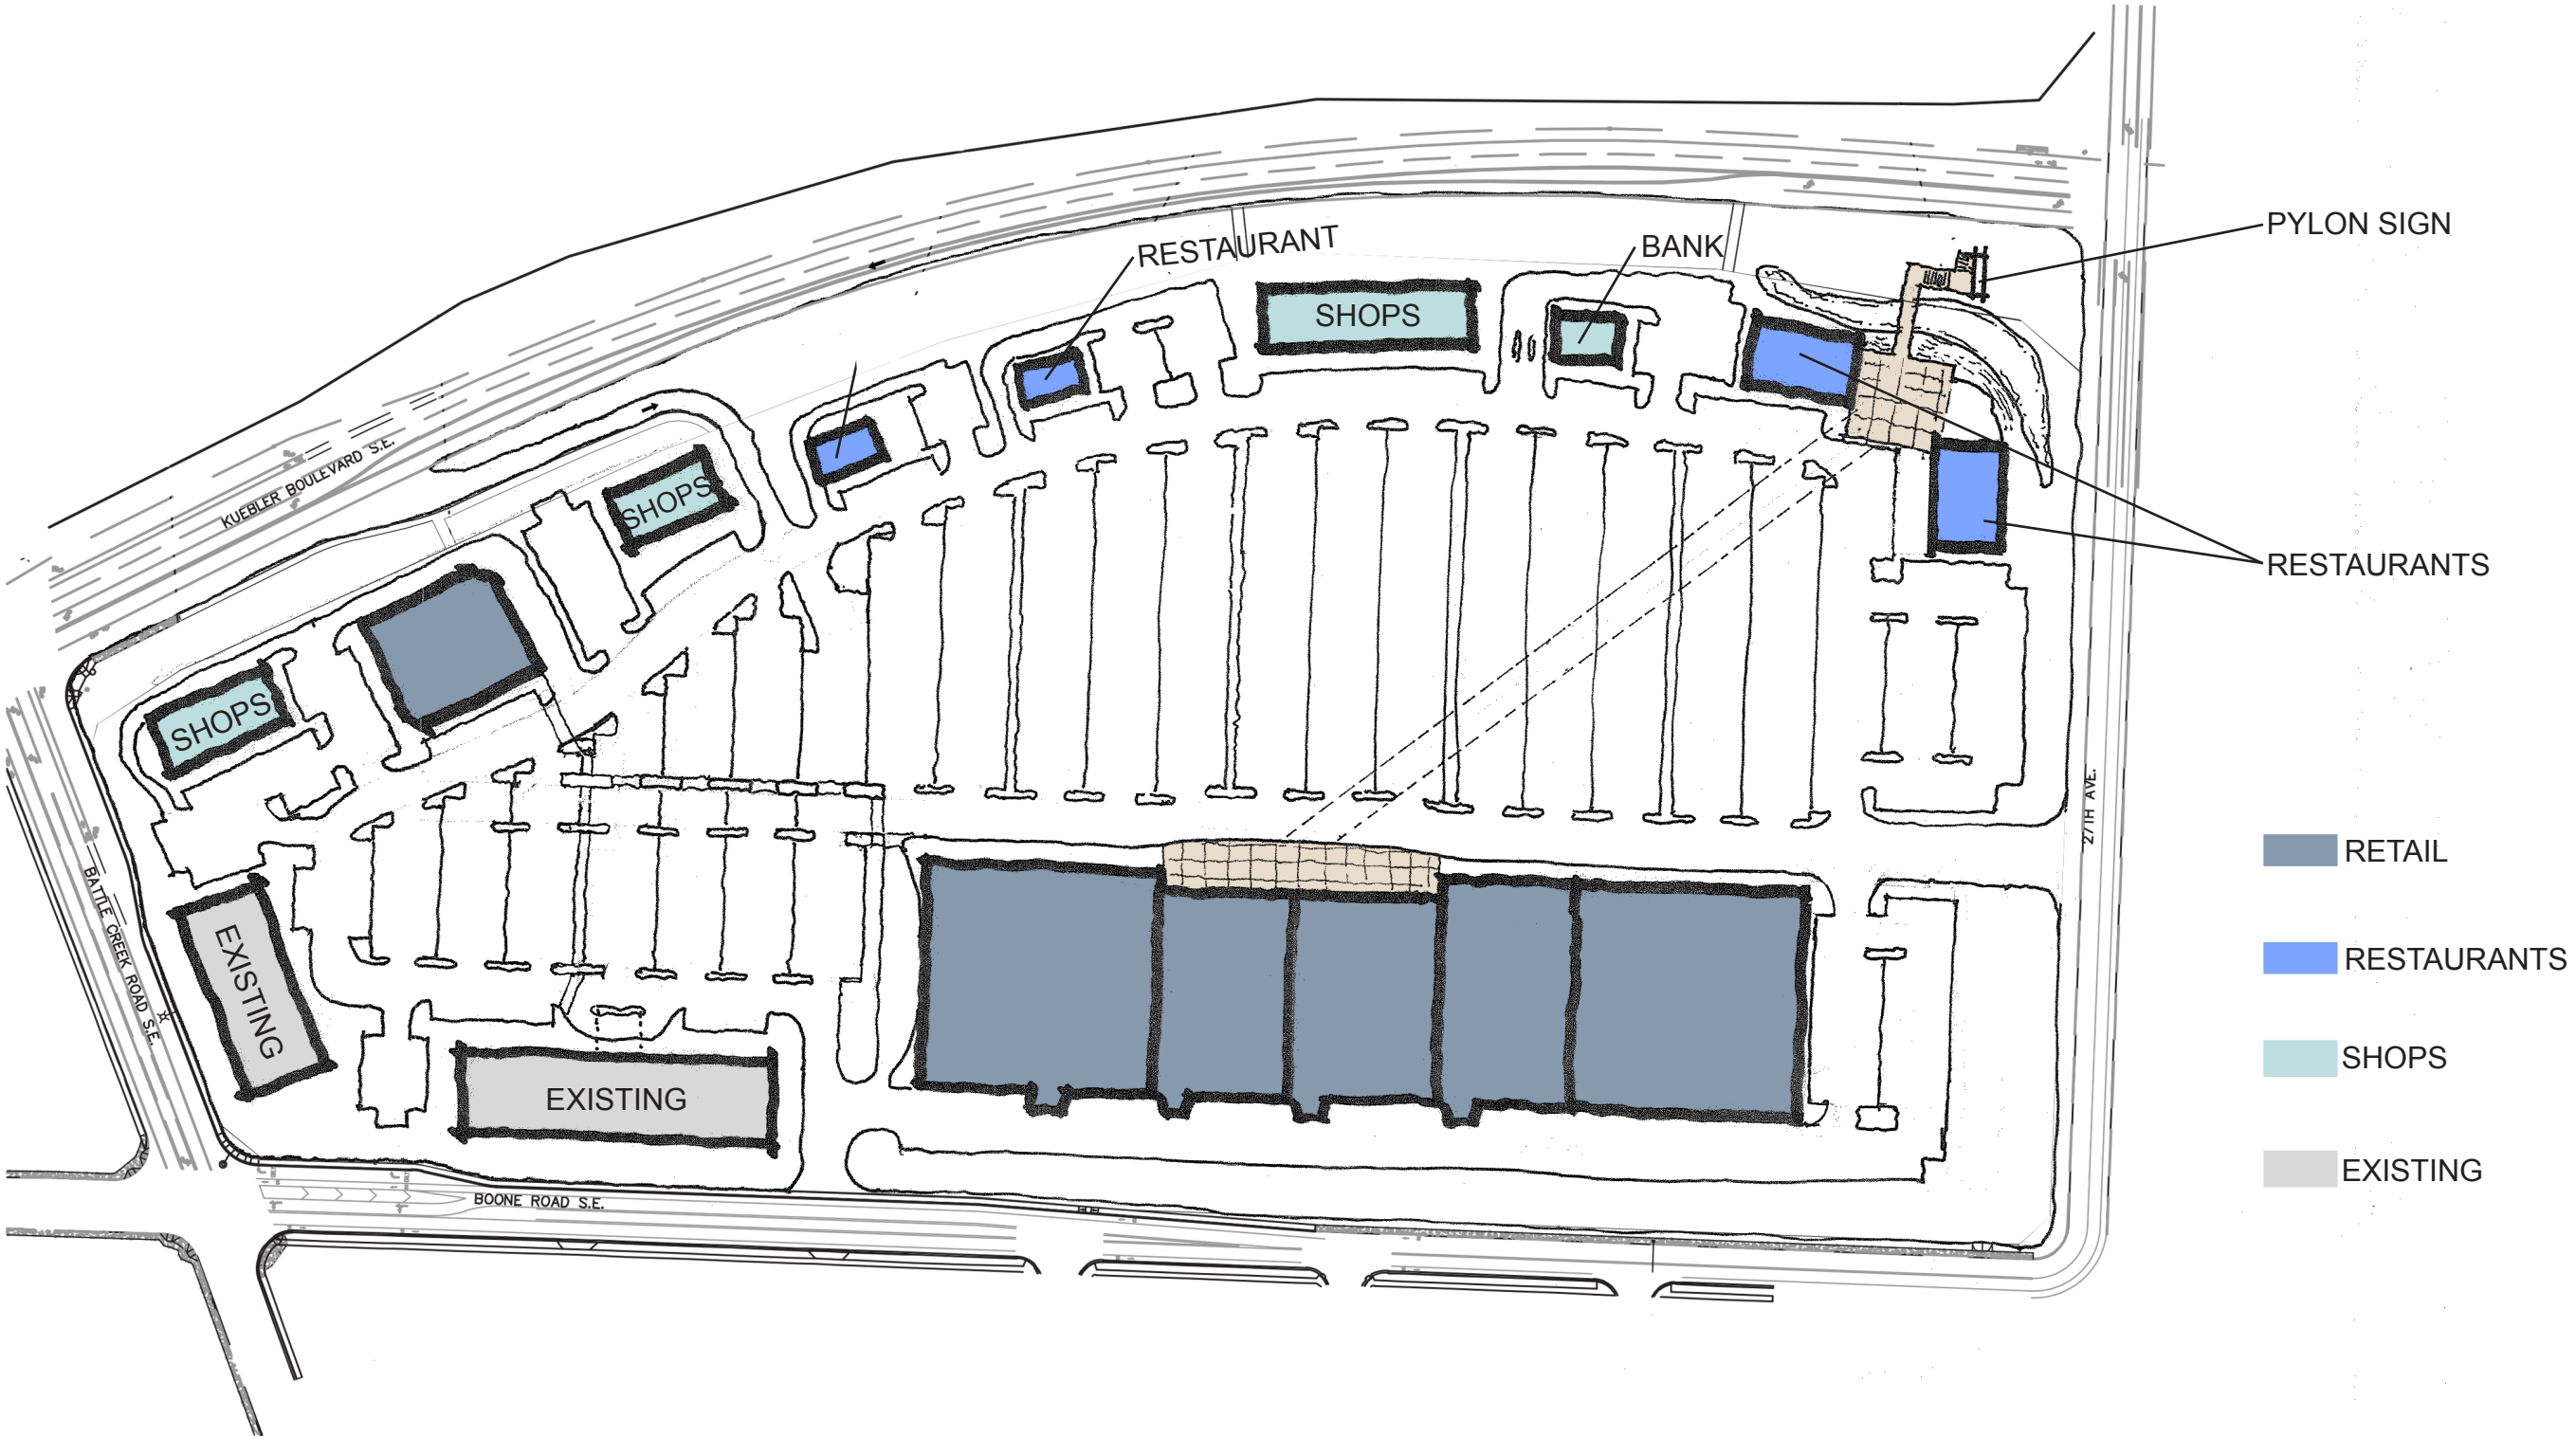 PYLON SIGN
RESTAURANT
BANK
SHOPS
KUEBLER BOULEVARD S.E.
SHOPS
RESTAURANTS
SHOPS
27TH AVE.
RETAIL
BATTLE CREEK ROAD S.E.
EXISTING
RESTAURANTS
SHOPS
EXISTING
EXISTING
BOONE ROAD S.E.